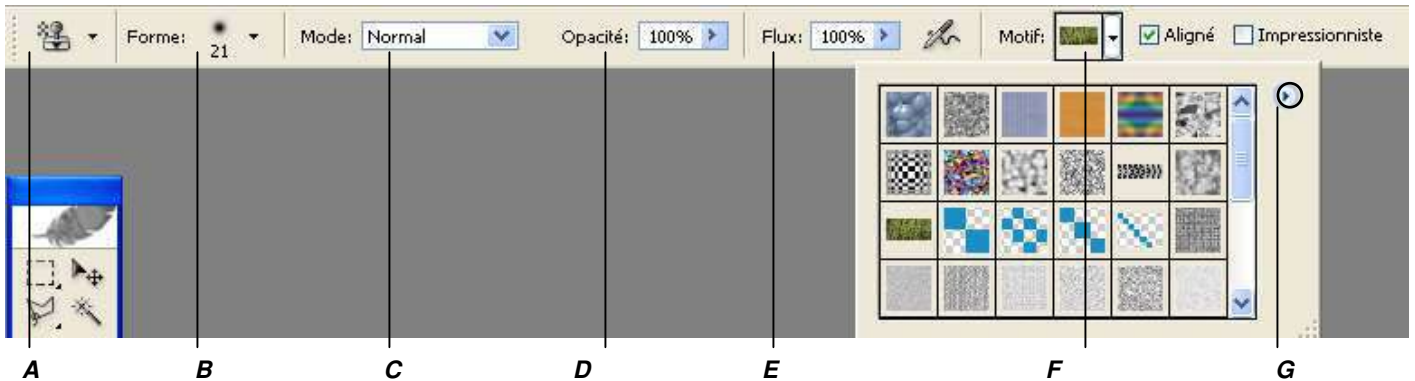 Forme: 21 Mode: Normal Opacité: 100% Flux: 100% Motif: Aligné Impressionniste
A B C D E F G